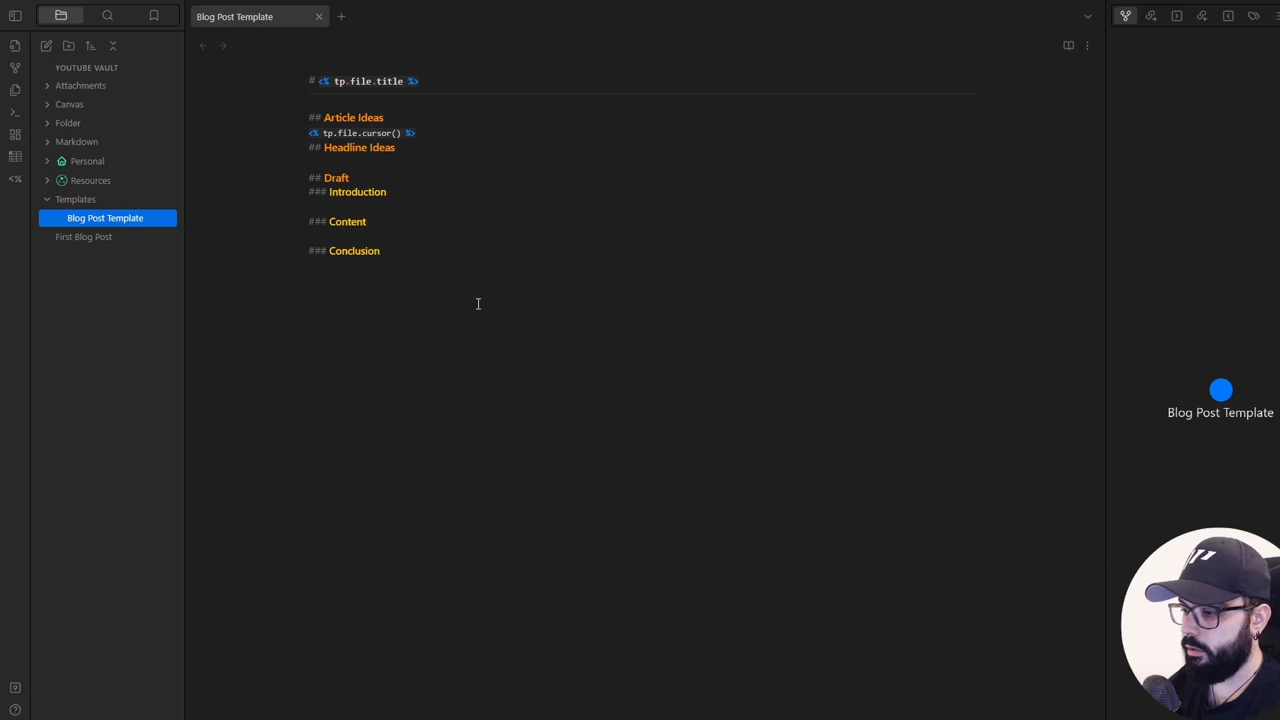 Blog Post Template
YOUTUBE VAULT
Attachments
Canvas
Folder
Markdown
Personal
Resources
Templates
Blog Post Template
First Blog Post
# <% tp.file.title %>
## Article Ideas
<% tp.file.cursor() %>
## Headline Ideas
## Draft
### Introduction
### Content
### Conclusion
Blog Post Template